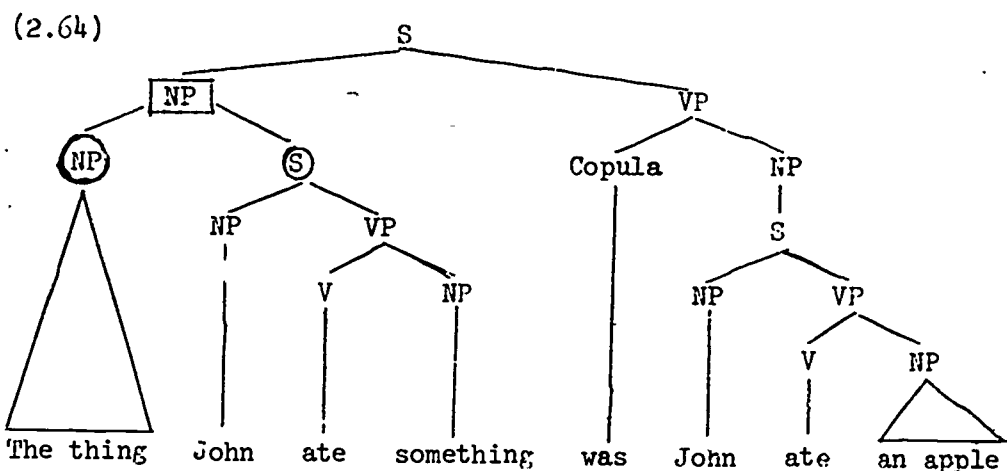 (2.64)
S
NP VP
NP S Copula NP
NP VP S
V NP NP VP
V NP
The thing John ate something was John ate an apple